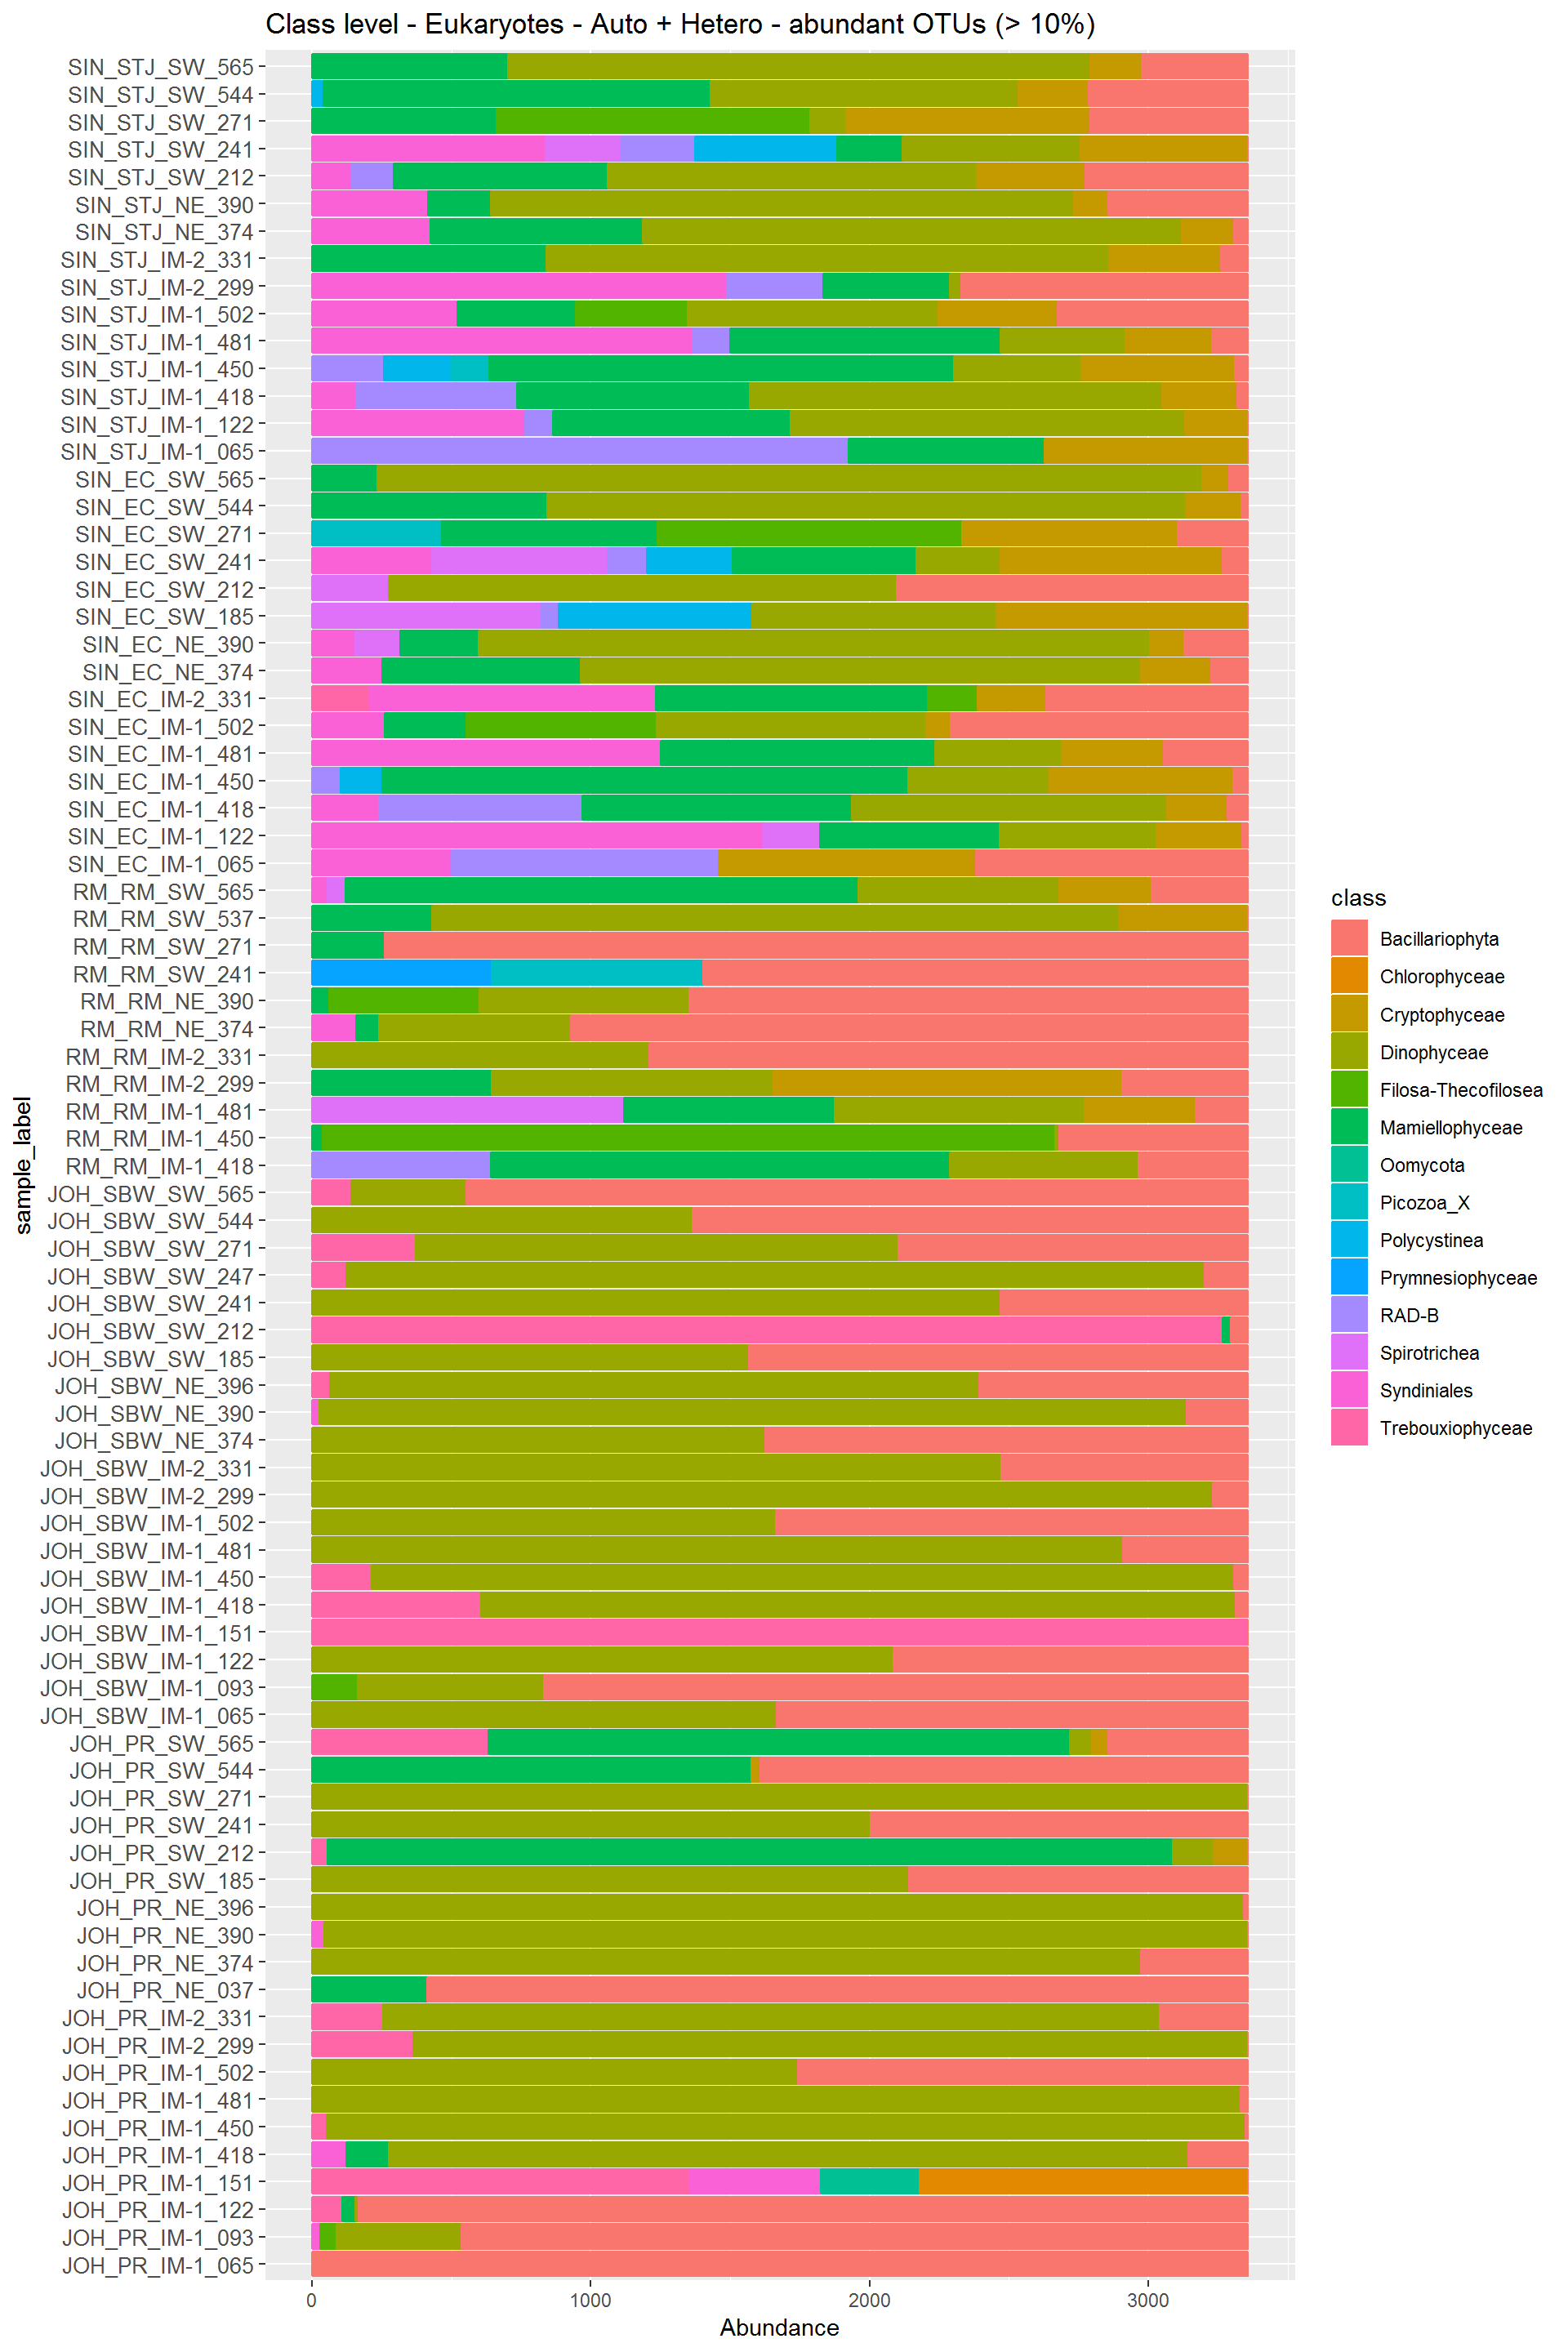 Class level - Eukaryotes - Auto + Hetero - abundant OTUs (> 10%)
SIN_STJ_SW_565
SIN_STJ_SW_544
SIN_STJ_SW_271
SIN_STJ_SW_241
SIN_STJ_SW_212
SIN_STJ_NE_390
SIN_STJ_NE_374
SIN_STJ_IM-2_331
SIN_STJ_IM-2_299
SIN_STJ_IM-1_502
SIN_STJ_IM-1_481
SIN_STJ_IM-1_450
SIN_STJ_IM-1_418
SIN_STJ_IM-1_122
SIN_STJ_IM-1_065
SIN_EC_SW_565
SIN_EC_SW_544
SIN_EC_SW_271
SIN_EC_SW_241
SIN_EC_SW_212
SIN_EC_SW_185
SIN_EC_NE_390
SIN_EC_NE_374
SIN_EC_IM-2_331
SIN_EC_IM-1_502
SIN_EC_IM-1_481
SIN_EC_IM-1_450
SIN_EC_IM-1_418
SIN_EC_IM-1_122
SIN_EC_IM-1_065
RM_RM_SW_565
RM_RM_SW_537
RM_RM_SW_271
RM_RM_SW_241
RM_RM_NE_390
RM_RM_NE_374
RM_RM_IM-2_331
RM_RM_IM-2_299
RM_RM_IM-1_481
RM_RM_IM-1_450
RM_RM_IM-1_418
JOH_SBW_SW_565
JOH_SBW_SW_544
JOH_SBW_SW_271
JOH_SBW_SW_247
JOH_SBW_SW_241
JOH_SBW_SW_212
JOH_SBW_SW_185
JOH_SBW_NE_396
JOH_SBW_NE_390
JOH_SBW_NE_374
JOH_SBW_IM-2_331
JOH_SBW_IM-2_299
JOH_SBW_IM-1_502
JOH_SBW_IM-1_481
JOH_SBW_IM-1_450
JOH_SBW_IM-1_418
JOH_SBW_IM-1_151
JOH_SBW_IM-1_122
JOH_SBW_IM-1_093
JOH_SBW_IM-1_065
JOH_PR_SW_565
JOH_PR_SW_544
JOH_PR_SW_271
JOH_PR_SW_241
JOH_PR_SW_212
JOH_PR_SW_185
JOH_PR_NE_396
JOH_PR_NE_390
JOH_PR_NE_374
JOH_PR_NE_037
JOH_PR_IM-2_331
JOH_PR_IM-2_299
JOH_PR_IM-1_502
JOH_PR_IM-1_481
JOH_PR_IM-1_450
JOH_PR_IM-1_418
JOH_PR_IM-1_151
JOH_PR_IM-1_122
JOH_PR_IM-1_093
JOH_PR_IM-1_065
sample_label
0 1000 2000 3000
Abundance
class
Bacillariophyta
Chlorophyceae
Cryptophyceae
Dinophyceae
Filosa-Thecofilosea
Mamiellophyceae
Oomycota
Picozoa_X
Polycystinea
Prymnesiophyceae
RAD-B
Spirotrichea
Syndiniales
Trebouxiophyceae